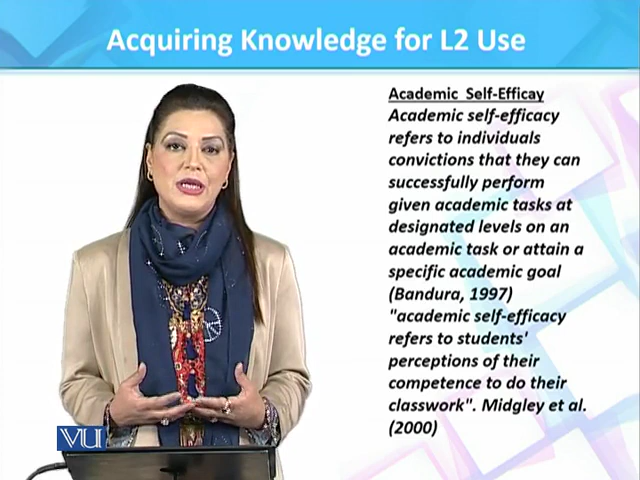 Acquiring Knowledge for L2 Use
Academic Self-Efficay
Academic self-efficacy
refers to individuals
convictions that they can
successfully perform
given academic tasks at
designated levels on an
academic task or attain a
specific academic goal
(Bandura, 1997)
"academic self-efficacy
refers to students'
perceptions of their
competence to do their
classwork". Midgley et al.
(2000)
VU